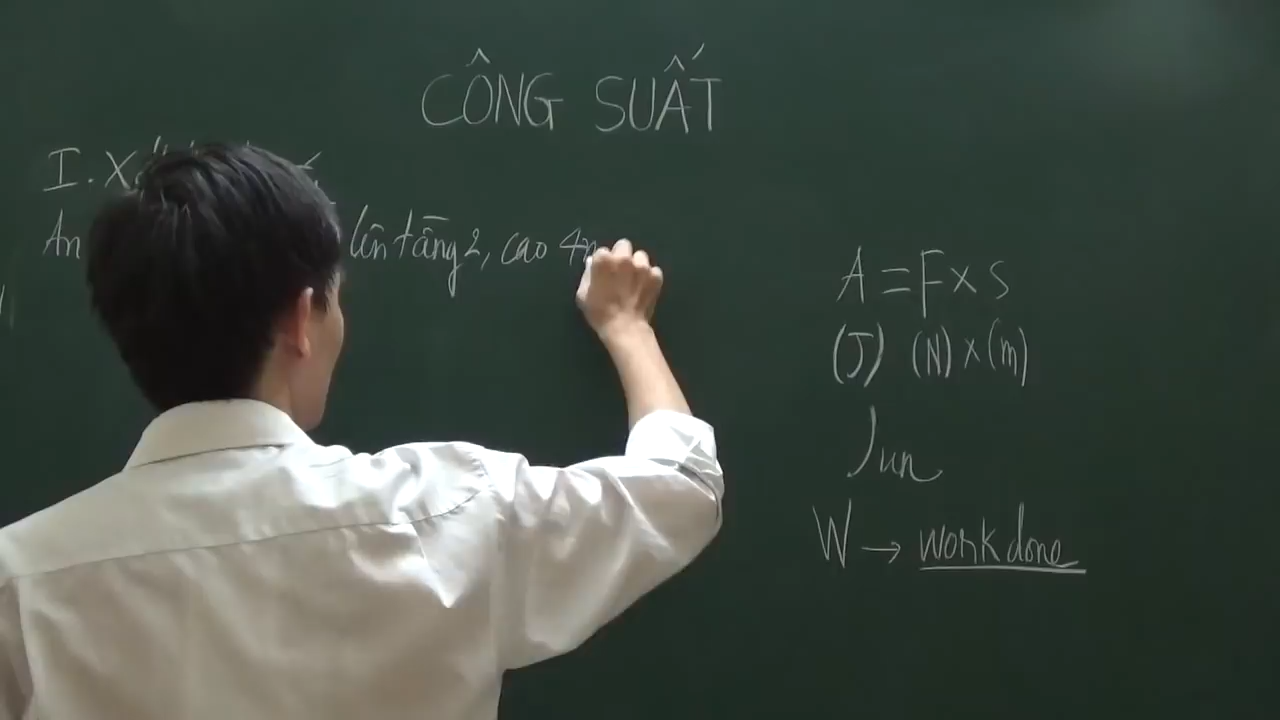 CÔNG SUẤT
I.
An lên tầng 2, cao 4m
A = F x s
(J) (N) x (m)
Jun
W → work done